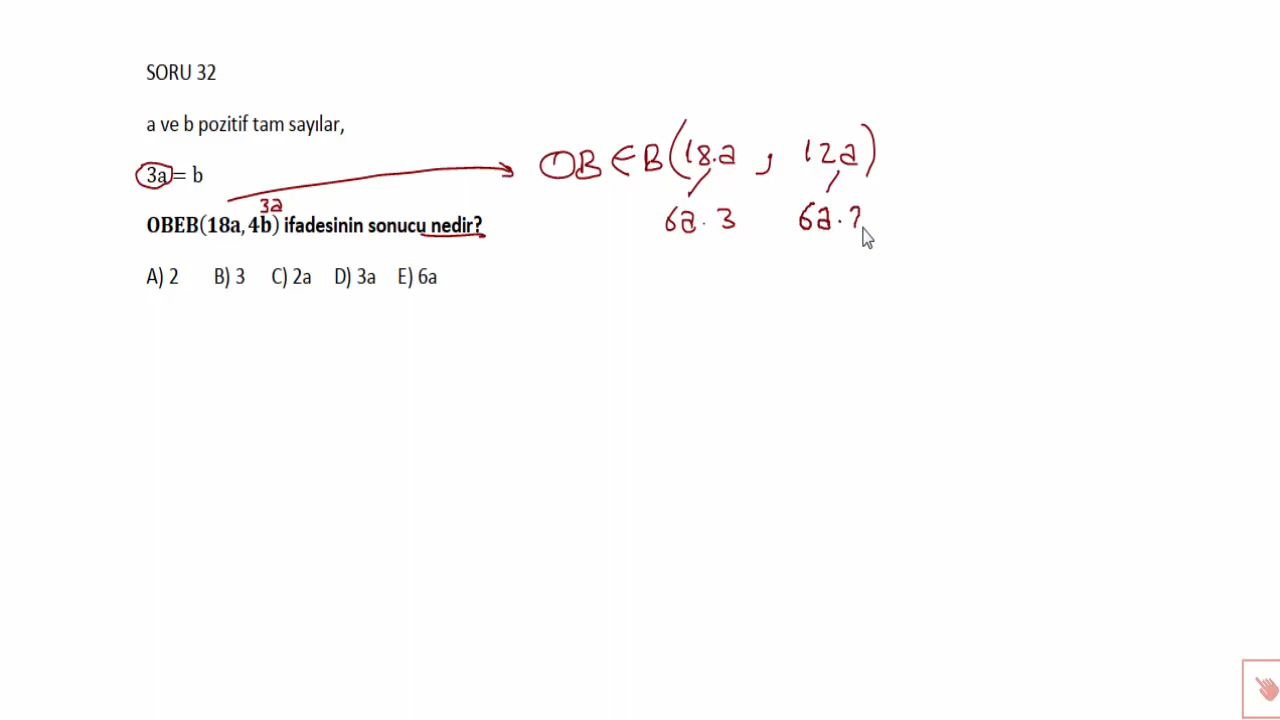 SORU 32
a ve b pozitif tam sayılar,
3a = b
3a
OBEB(18a, 4b) ifadesinin sonucu nedir?
A) 2 B) 3 C) 2a D) 3a E) 6a
OBEB(18.a , 12a)
6a.3 6a.2